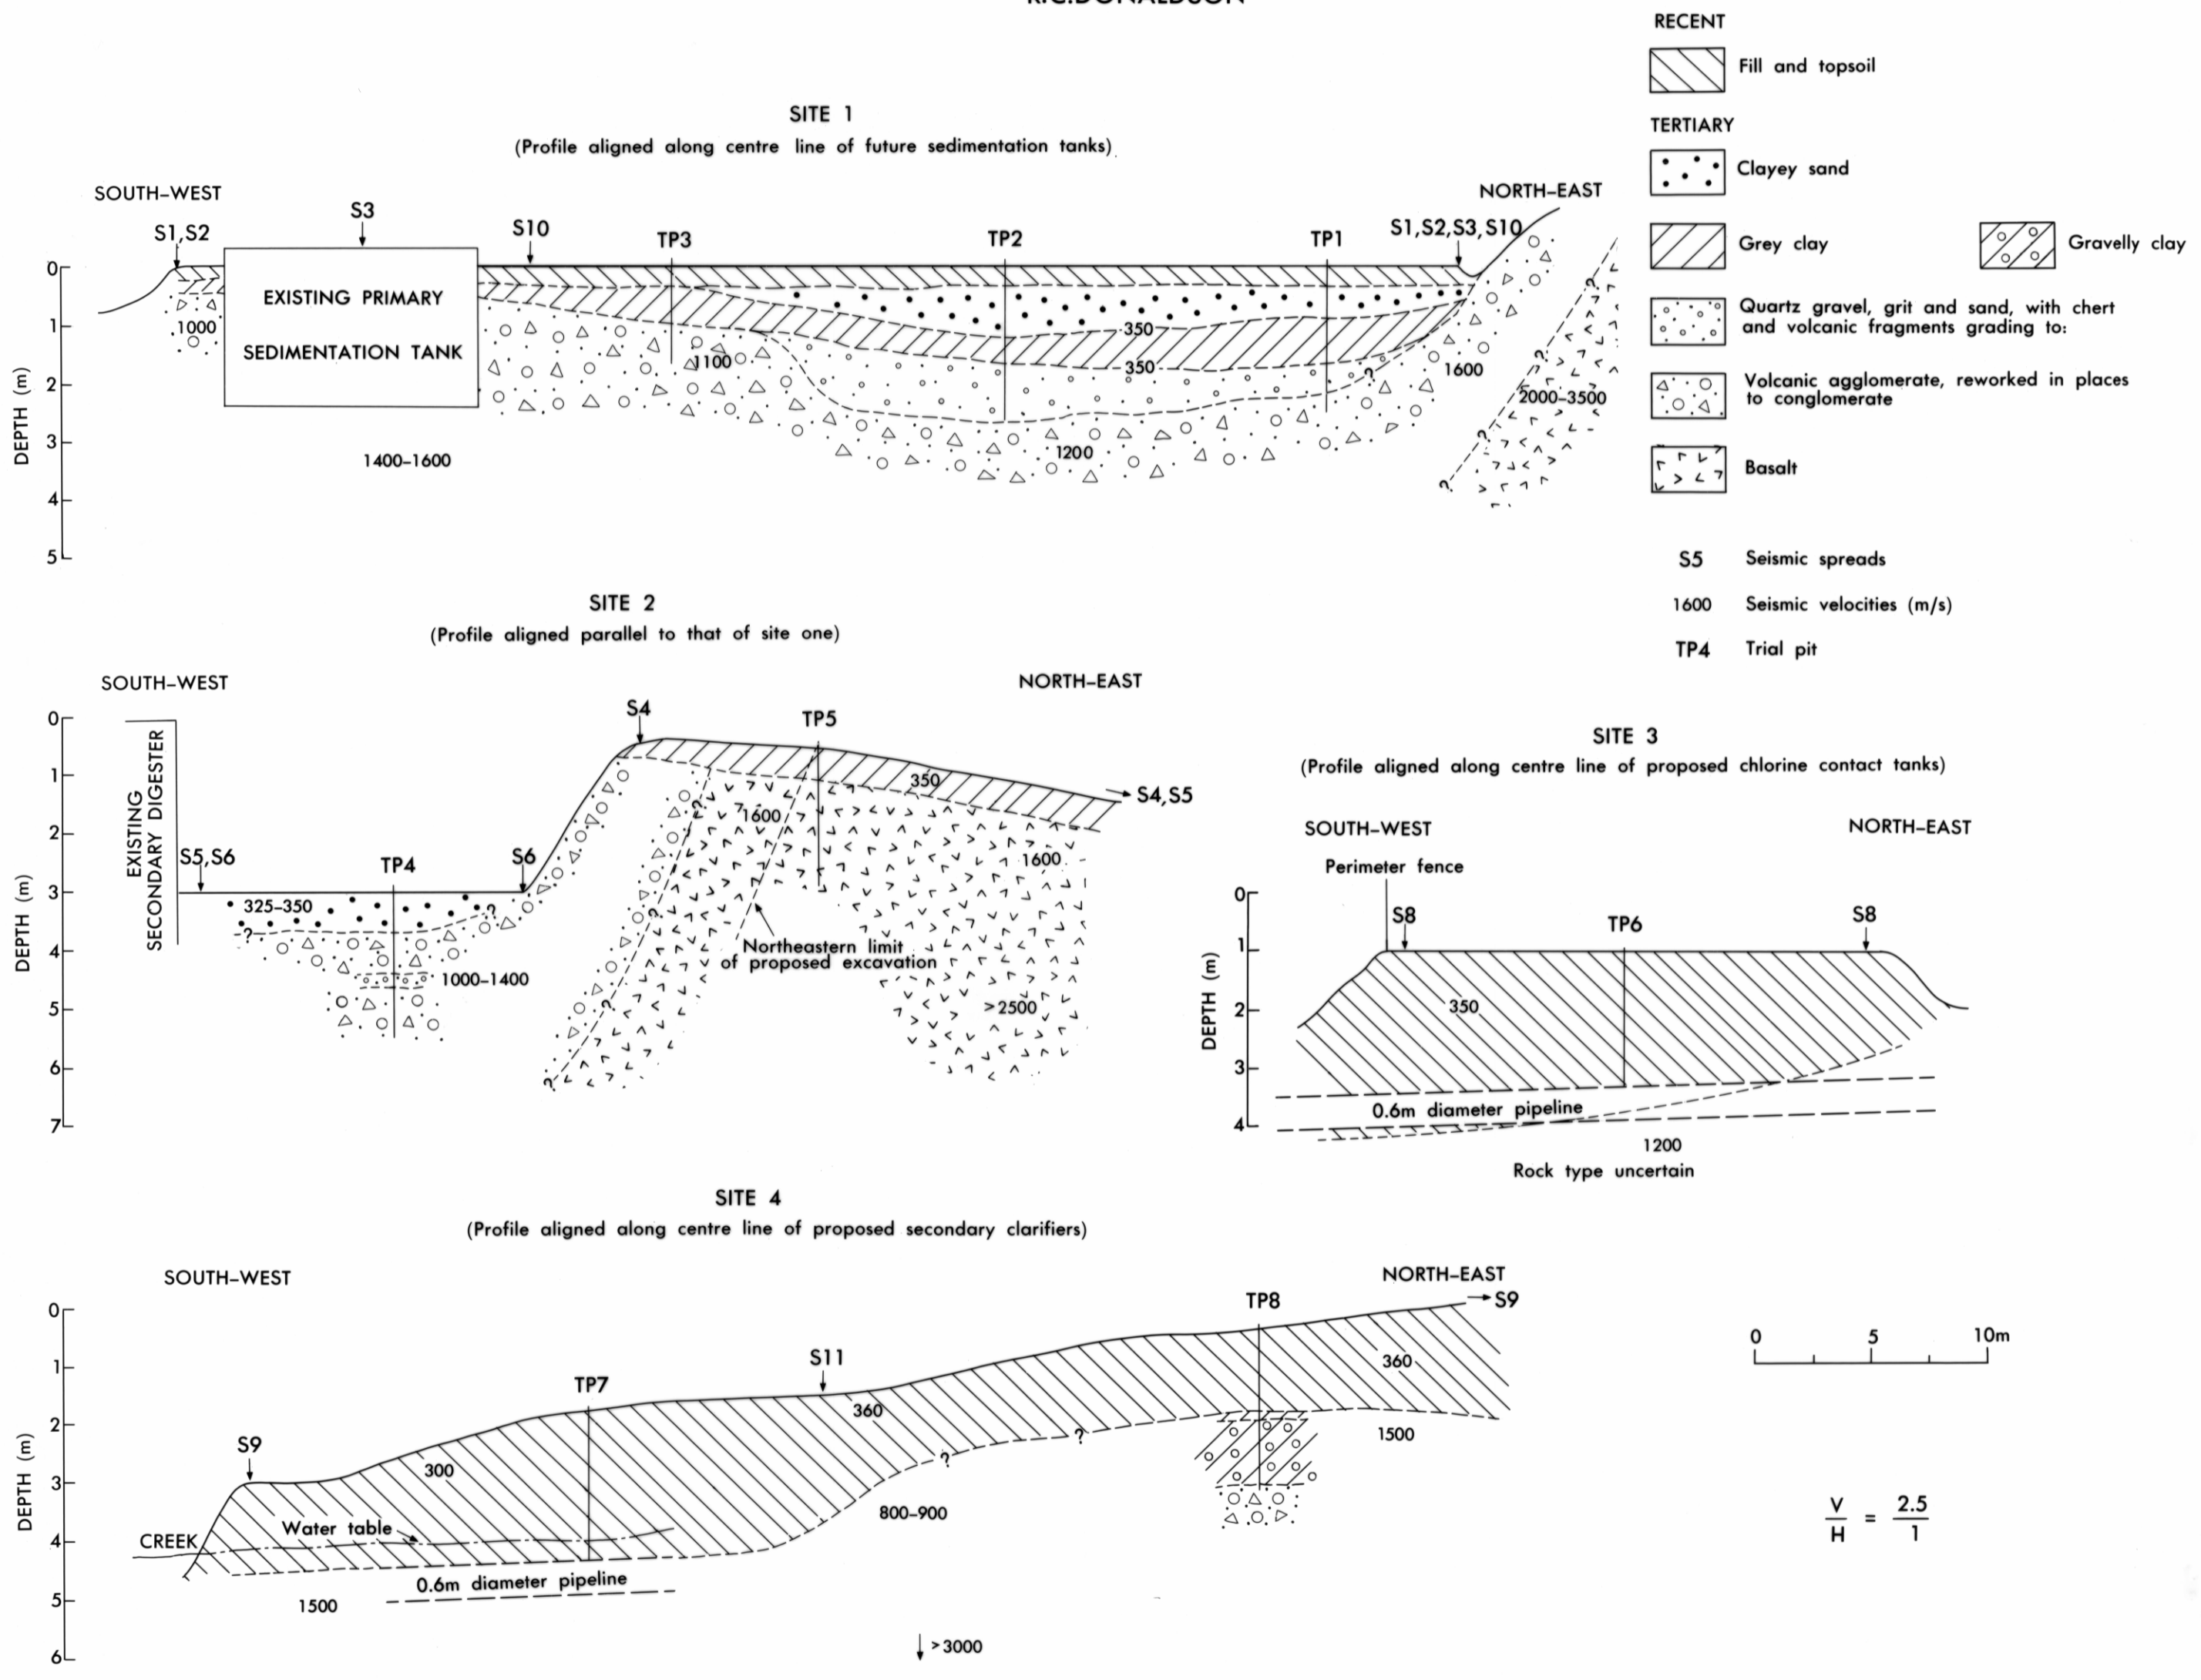 R.C.DONALDSON
RECENT
Fill and topsoil
TERTIARY
Clayey sand
Grey clay
Gravelly clay
Quartz gravel, grit and sand, with chert
and volcanic fragments grading to:
Volcanic agglomerate, reworked in places
to conglomerate
Basalt
S5 Seismic spreads
1600 Seismic velocities (m/s)
TP4 Trial pit
SITE 1
(Profile aligned along centre line of future sedimentation tanks)
SOUTH-WEST
NORTH-EAST
S1,S2
S3
S10
TP3
TP2
TP1
S1,S2,S3,S10
EXISTING PRIMARY
SEDIMENTATION TANK
DEPTH (m)
0
1
2
3
4
5
1000
1100
350
350
1600
2000-3500
1200
1400-1600
?
?
?
?
?
SITE 2
(Profile aligned parallel to that of site one)
SOUTH-WEST
NORTH-EAST
EXISTING
SECONDARY DIGESTER
S5,S6
TP4
S6
S4
TP5
S4,S5
DEPTH (m)
0
1
2
3
4
5
6
7
350
1600
1600
325-350
?
?
?
?
?
?
Northeastern limit
of proposed excavation
1000-1400
>2500
SITE 3
(Profile aligned along centre line of proposed chlorine contact tanks)
SOUTH-WEST
NORTH-EAST
Perimeter fence
S8
TP6
S8
DEPTH (m)
0
1
2
3
4
350
0.6m diameter pipeline
1200
Rock type uncertain
SITE 4
(Profile aligned along centre line of proposed secondary clarifiers)
SOUTH-WEST
NORTH-EAST
S9
TP7
S11
TP8
S9
DEPTH (m)
0
1
2
3
4
5
6
360
360
300
1500
?
?
800-900
Water table
CREEK
0.6m diameter pipeline
1500
>3000
0 5 10m
V/H = 2.5/1